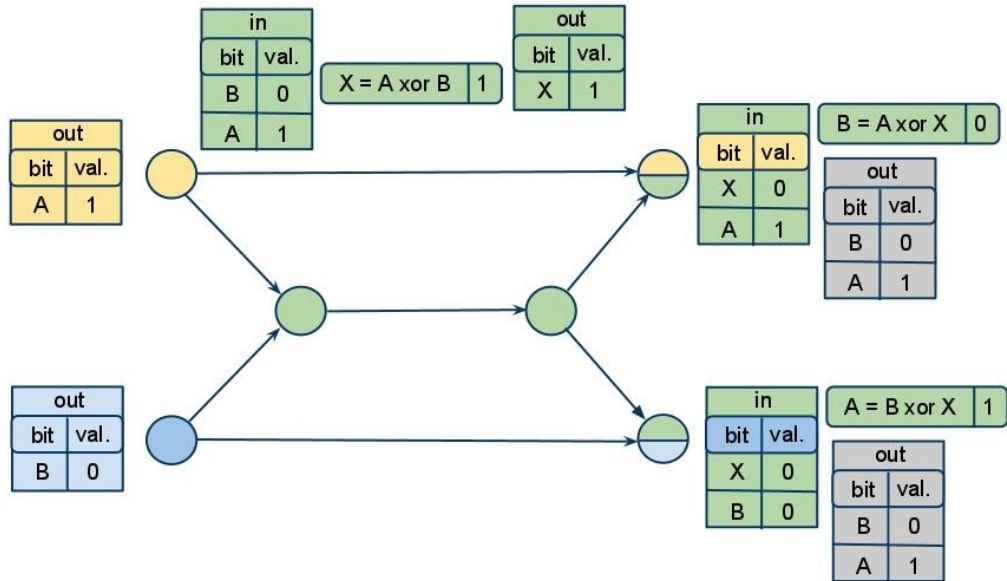 in
bit val.
B 0
A 1
X = A xor B 1
out
bit val.
X 1
out
bit val.
A 1
in
bit val.
X 0
A 1
B = A xor X 0
out
bit val.
B 0
A 1
out
bit val.
B 0
in
bit val.
X 0
B 0
A = B xor X 1
out
bit val.
B 0
A 1